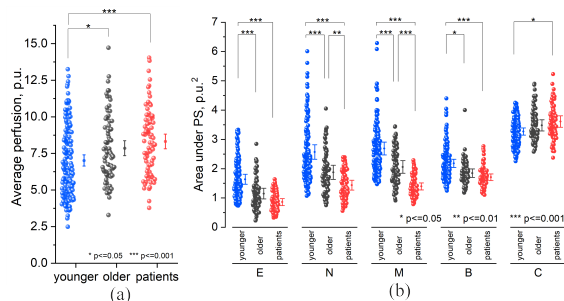 ***
*
15.0
12.5
10.0
7.5
5.0
2.5
0.0
Average perfusion, p.u.
* p<=0.05 *** p<=0.001
younger older patients
(a)
*** *** *** *** *
*** *** ** *** *** *
7
6
5
4
3
2
1
0
Area under PS, p.u.²
* p<=0.05 ** p<=0.01 *** p<=0.001
younger older patients younger older patients younger older patients younger older patients younger older patients
E N M B C
(b)